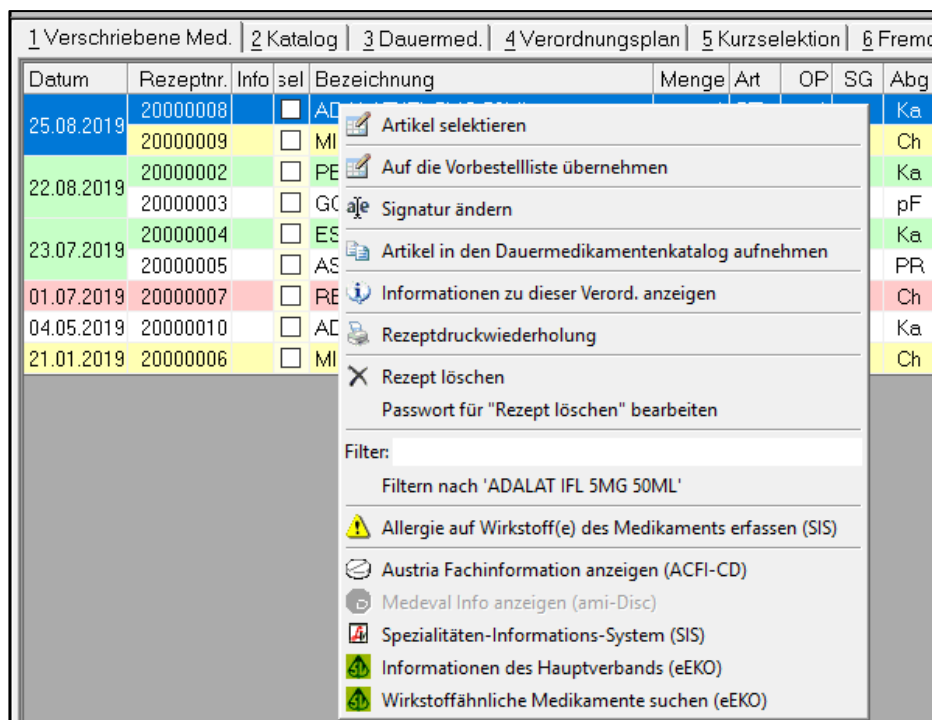 1 Verschriebene Med. 2 Katalog 3 Dauermed. 4 Verordnungsplan 5 Kurzselektion 6
Datum Rezeptnr. Info sel Bezeichnung Menge Art OP SG Abg
25.08.2019 20000008 Ka
20000009 MI Ch
22.08.2019 20000002 PE Ka
20000003 GO pF
23.07.2019 20000004 ES Ka
20000005 AS PR
01.07.2019 20000007 RE Ch
04.05.2019 20000010 AD Ka
21.01.2019 20000006 MI Ch
Artikel selektieren
Auf die Vorbestellliste übernehmen
Signatur ändern
Artikel in den Dauermedikamentenkatalog aufnehmen
Informationen zu dieser Verord. anzeigen
Rezeptdruckwiederholung
Rezept löschen
Passwort für "Rezept löschen" bearbeiten
Filter:
Filtern nach 'ADALAT IFL 5MG 50ML'
Allergie auf Wirkstoff(e) des Medikaments erfassen (SIS)
Austria Fachinformation anzeigen (ACFI-CD)
Medeval Info anzeigen (ami-Disc)
Spezialitäten-Informations-System (SIS)
Informationen des Hauptverbands (eEKO)
Wirkstoffähnliche Medikamente suchen (eEKO)